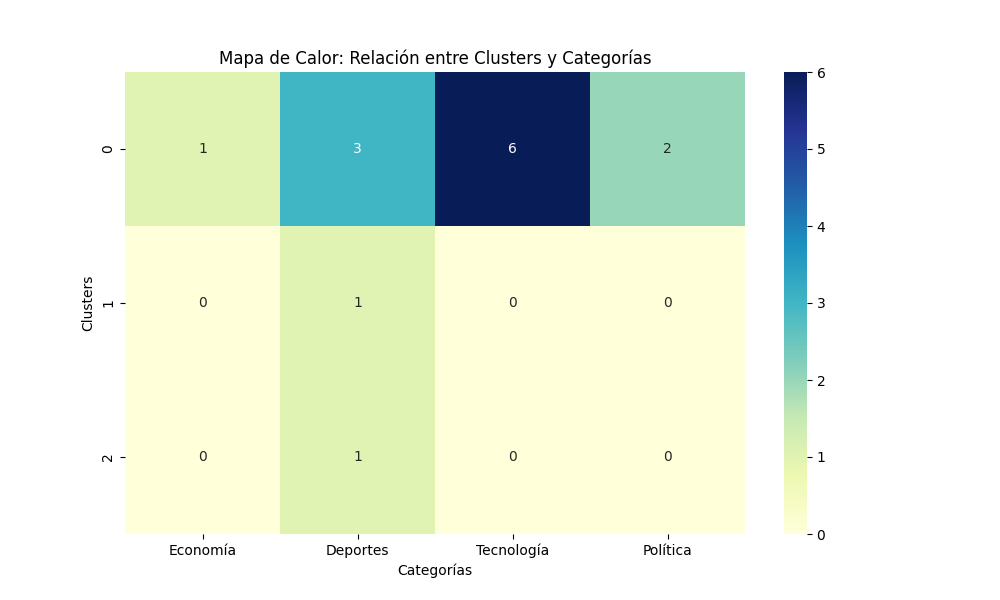 Mapa de Calor: Relación entre Clusters y Categorías
0 1 3 6 2
1 0 1 0 0
2 0 1 0 0
Clusters
Economía Deportes Tecnología Política
Categorías
6
5
4
3
2
1
0